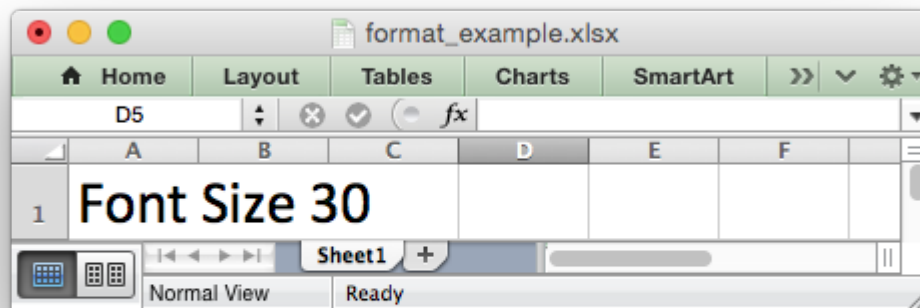 format_example.xlsx
Home Layout Tables Charts SmartArt
D5 fx
A B C D E F
1 Font Size 30
Sheet1 +
Normal View Ready